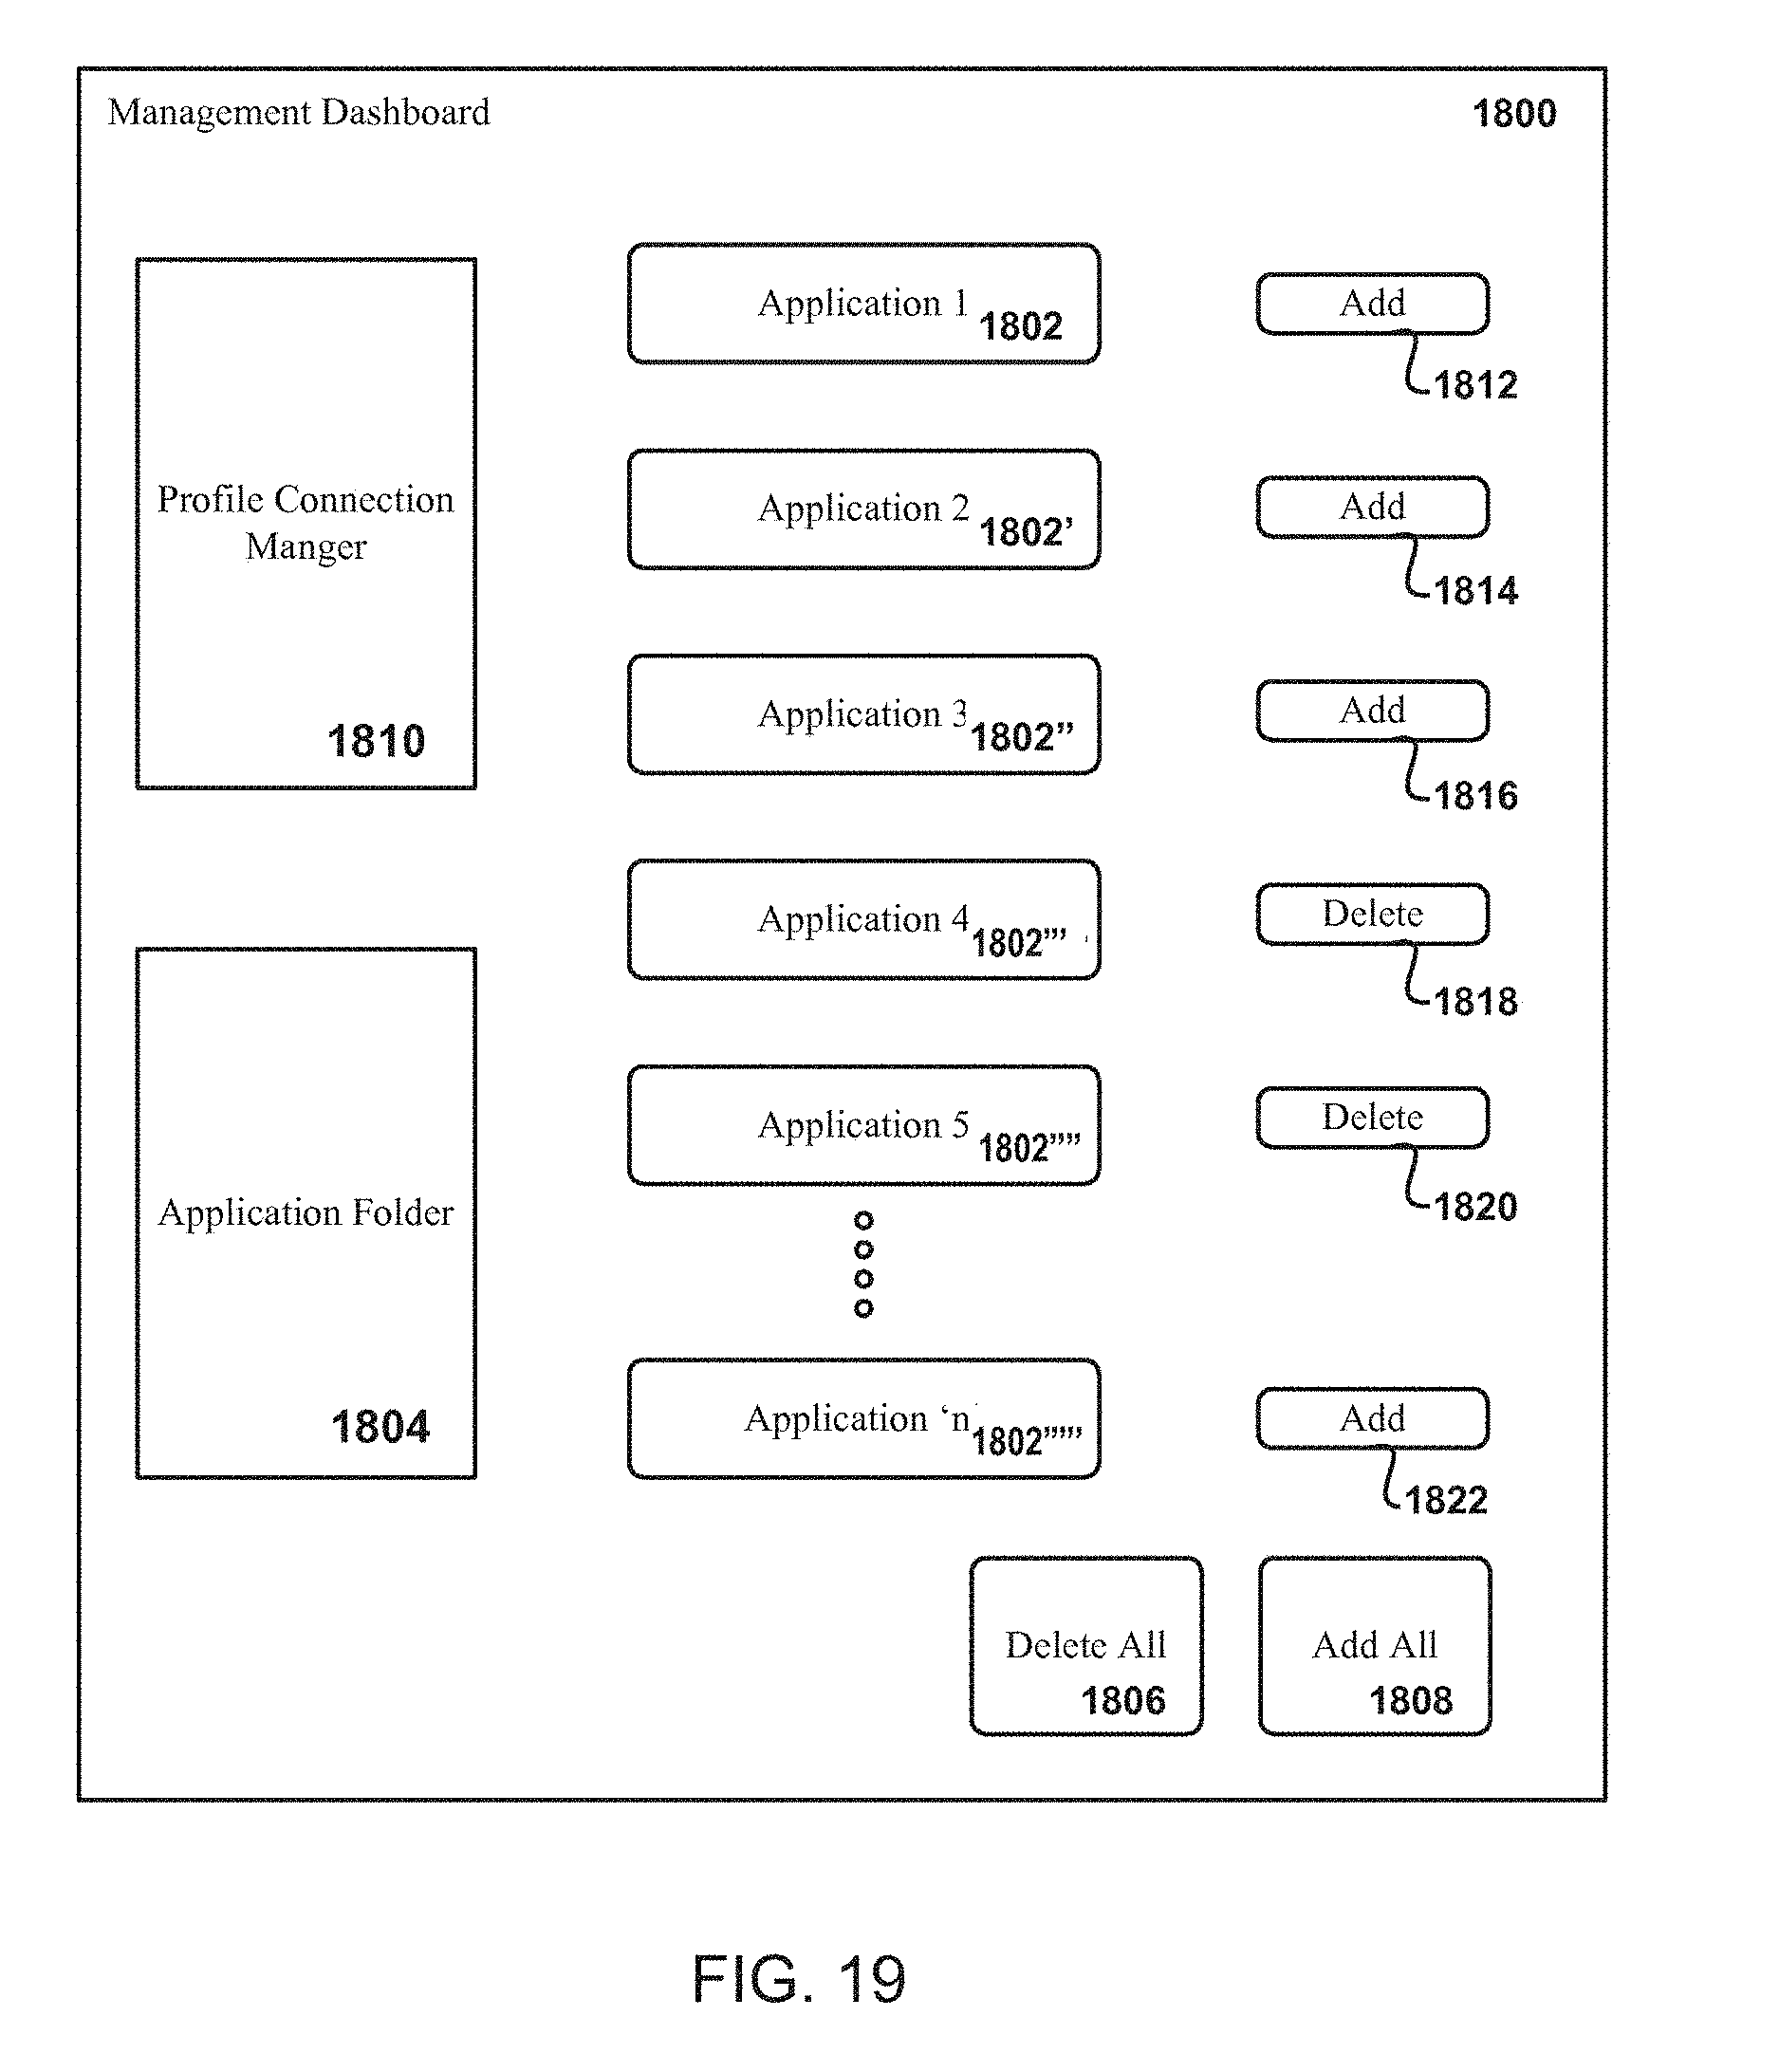 Management Dashboard 1800
Profile Connection
Manger
1810
Application Folder
1804
Application 1 1802
Add
1812
Application 2 1802’
Add
1814
Application 3 1802’’
Add
1816
Application 4 1802’’’
Delete
1818
Application 5 1802’’’’
Delete
1820
Application ‘n 1802’’’’’
Add
1822
Delete All
1806
Add All
1808
FIG. 19